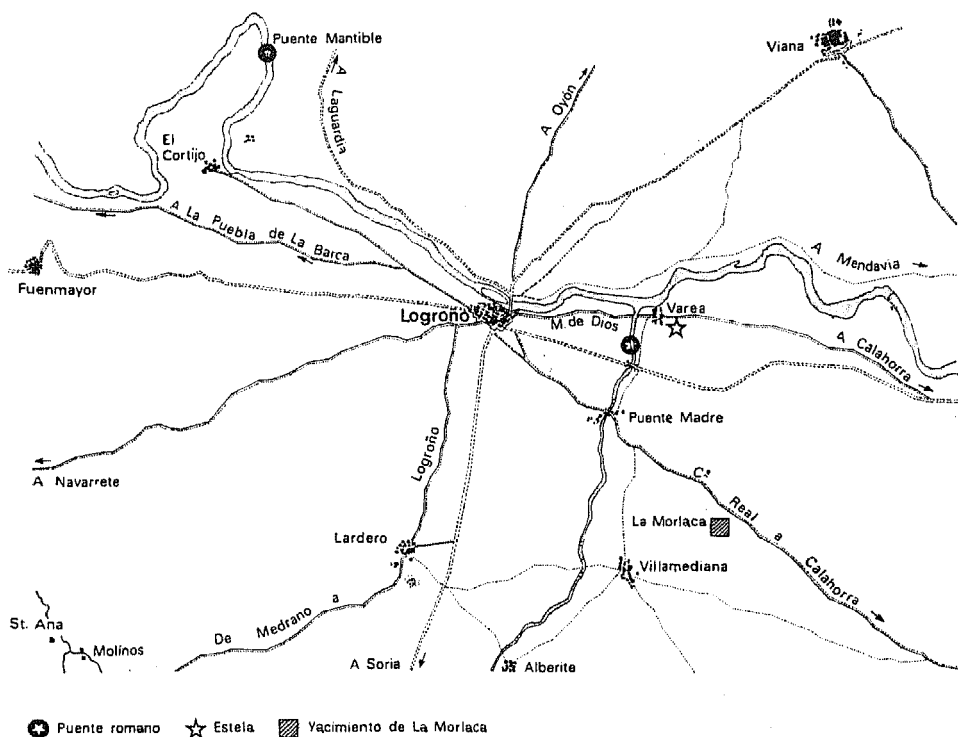 Puente Mantible
Viana
A Laguardia
A Oyón
El
Cortijo
A La Puebla de La Barca
A Mendavia
Fuenmayor
Logroño
M. de Dios
Varea
A Calahorra
Puente Madre
A Navarrete
Logroño
Cª Real a Calahorra
La Morlaca
Lardero
Villamediana
St. Ana
Molinos
De Medrano a
A Soria
Alberite
Puente romano
Estela
Yacimiento de La Morlaca